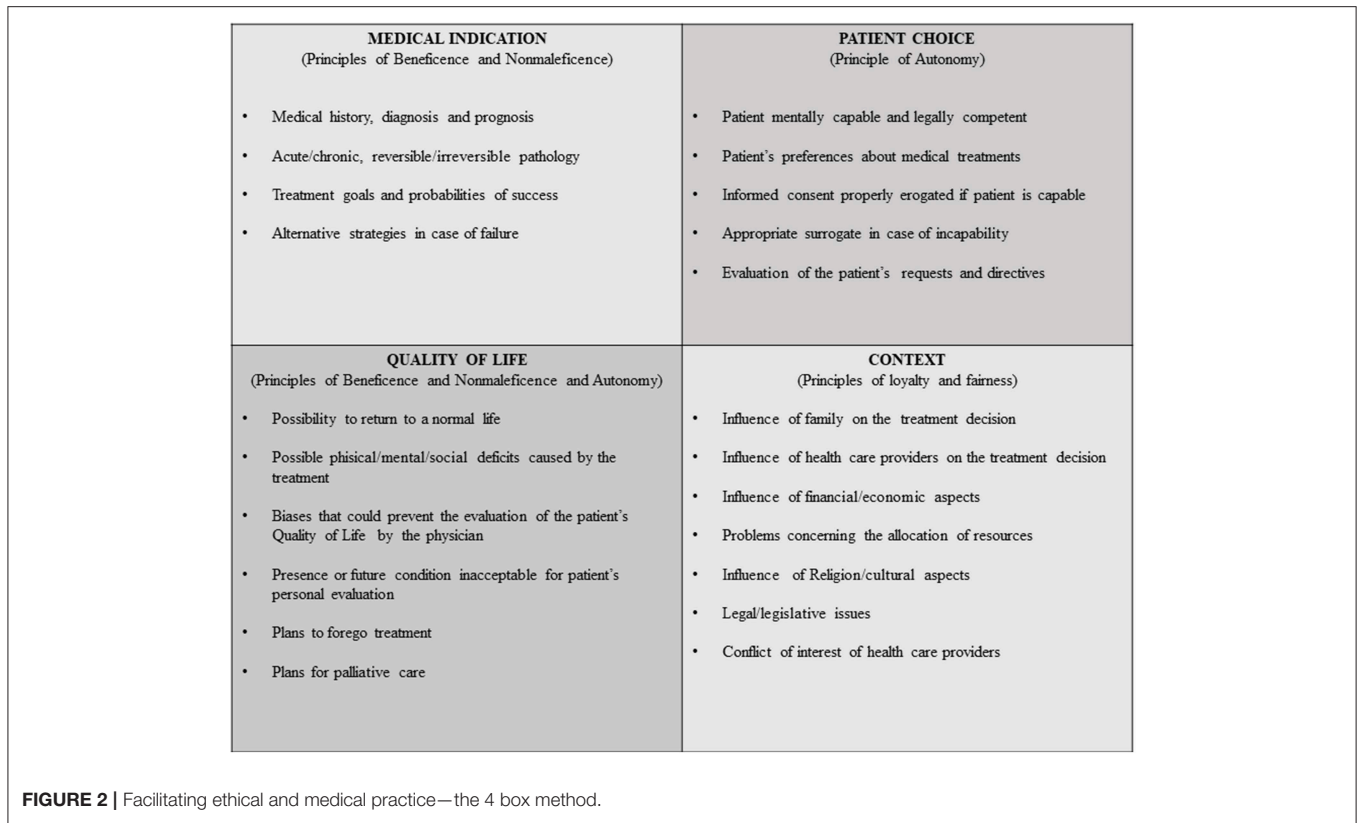 MEDICAL INDICATION
(Principles of Beneficence and Nonmaleficence)
• Medical history, diagnosis and prognosis
• Acute/chronic, reversible/irreversible pathology
• Treatment goals and probabilities of success
• Alternative strategies in case of failure
PATIENT CHOICE
(Principle of Autonomy)
• Patient mentally capable and legally competent
• Patient's preferences about medical treatments
• Informed consent properly erogated if patient is capable
• Appropriate surrogate in case of incapability
• Evaluation of the patient's requests and directives
QUALITY OF LIFE
(Principles of Beneficence and Nonmaleficence and Autonomy)
• Possibility to return to a normal life
• Possible phisical/mental/social deficits caused by the
treatment
• Biases that could prevent the evaluation of the patient's
Quality of Life by the physician
• Presence or future condition inacceptable for patient's
personal evaluation
• Plans to forego treatment
• Plans for palliative care
CONTEXT
(Principles of loyalty and fairness)
• Influence of family on the treatment decision
• Influence of health care providers on the treatment decision
• Influence of financial/economic aspects
• Problems concerning the allocation of resources
• Influence of Religion/cultural aspects
• Legal/legislative issues
• Conflict of interest of health care providers
FIGURE 2 | Facilitating ethical and medical practice—the 4 box method.